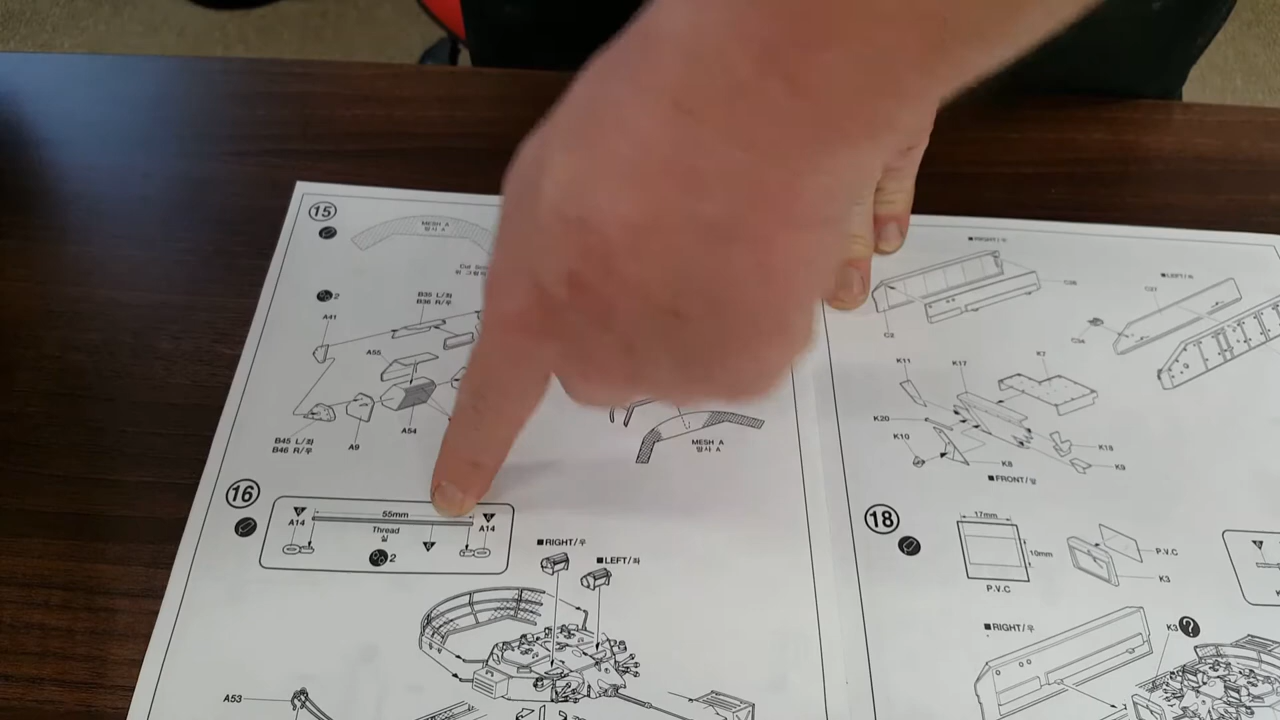 15
MESH A
망사 A
2
B35 L/좌
B36 R/우
A41
A55
A54
A9
B45 L/좌
B46 R/우
MESH A
망사 A
16
A14
55mm
A14
Thread
실
2
■RIGHT/우
■LEFT/좌
A53
■RIGHT/우
■LEFT/좌
C2
K11
K17
K7
K20
K10
K8
K18
K9
■FRONT/앞
18
17mm
10mm
P.V.C
P.V.C
K3
■RIGHT/우
K3
?